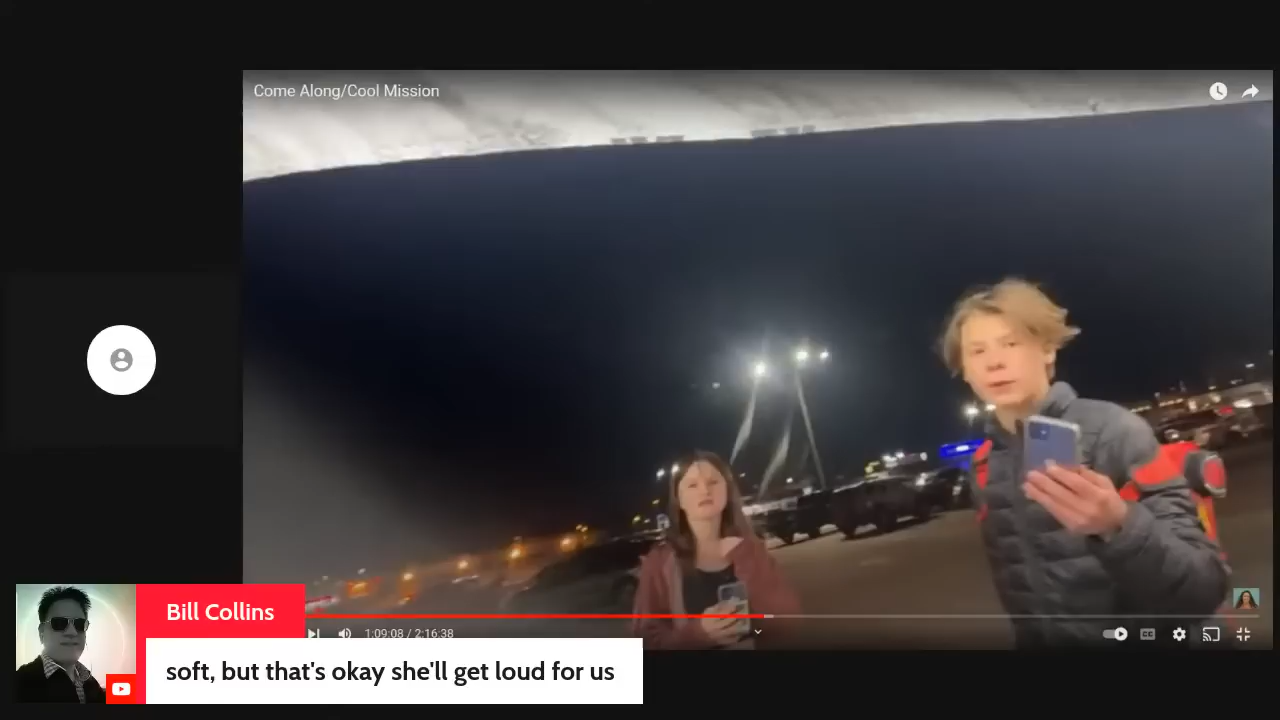 Come Along/Cool Mission
Bill Collins
1:09:08 / 2:16:38
soft, but that's okay she'll get loud for us